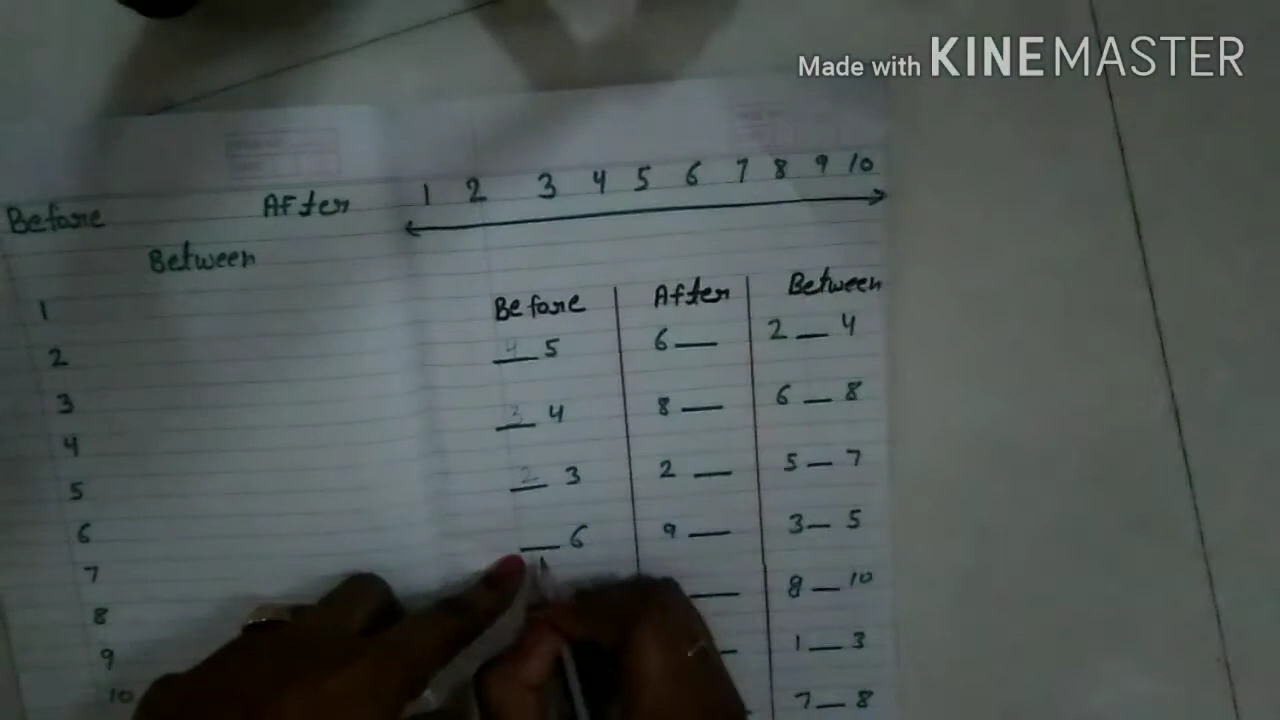 Made with KINEMASTER
1 2 3 4 5 6 7 8 9 10
Before After
Between
1
2
3
4
5
6
7
8
9
10
Before After Between
4 5 6 __ 2 __ 4
3 4 8 __ 6 __ 8
2 3 2 __ 5 __ 7
__ 6 9 __ 3 __ 5
__ 8 __ 10
__ 1 __ 3
7 __ 8